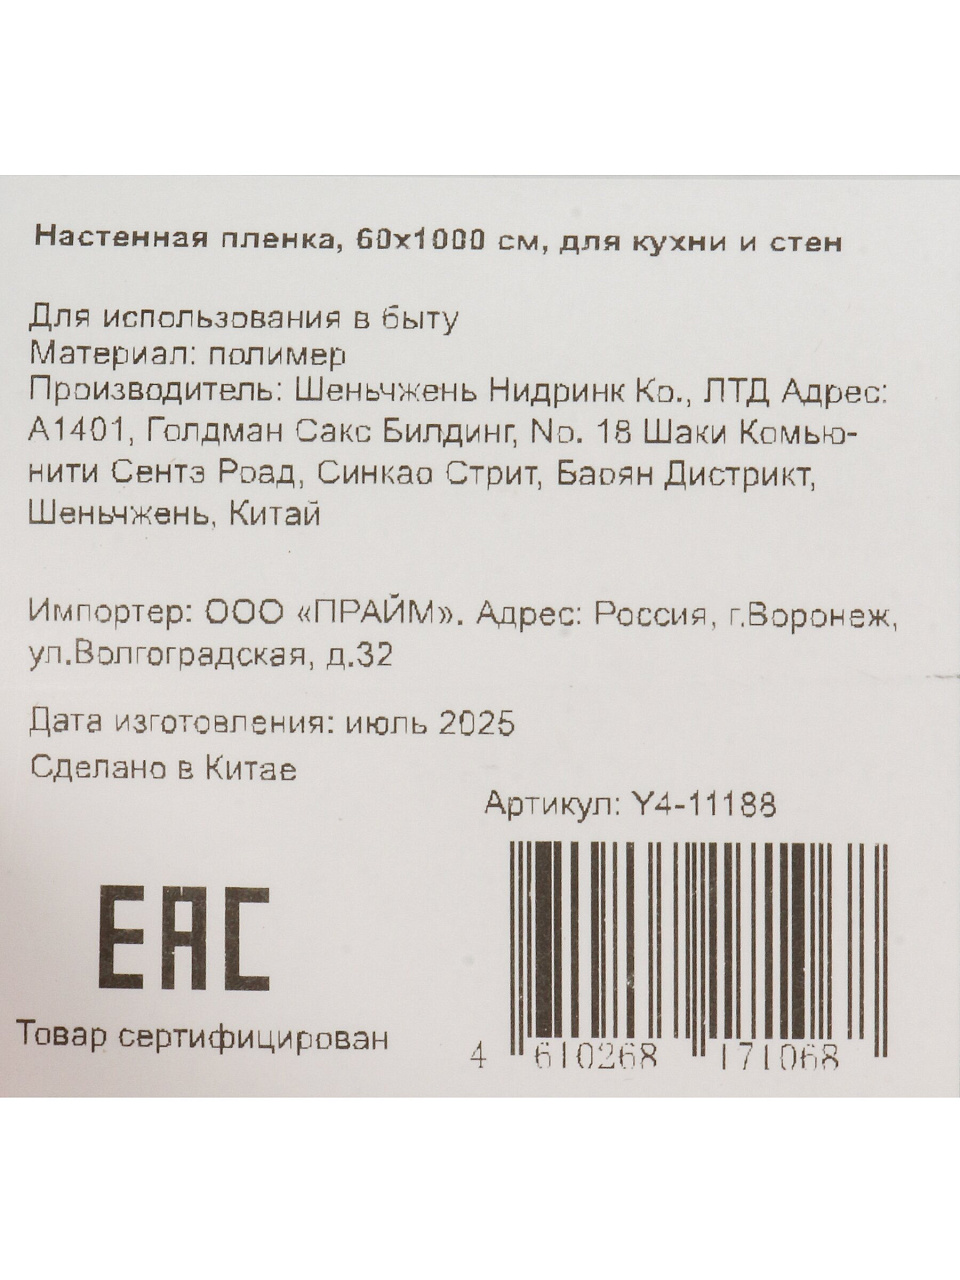 Настенная пленка, 60х1000 см, для кухни и стен
Для использования в быту
Материал: полимер
Производитель: Шеньчжень Нидринк Ко., ЛТД Адрес:
А1401, Голдман Сакс Билдинг, No. 18 Шаки Комью-
нити Сентэ Роад, Синкао Стрит, Баоян Дистрикт,
Шеньчжень, Китай
Импортер: ООО «ПРАЙМ». Адрес: Россия, г.Воронеж,
ул.Волгоградская, д.32
Дата изготовления: июль 2025
Сделано в Китае
Артикул: Y4-11188
EAC
Товар сертифицирован
4 610268 171068